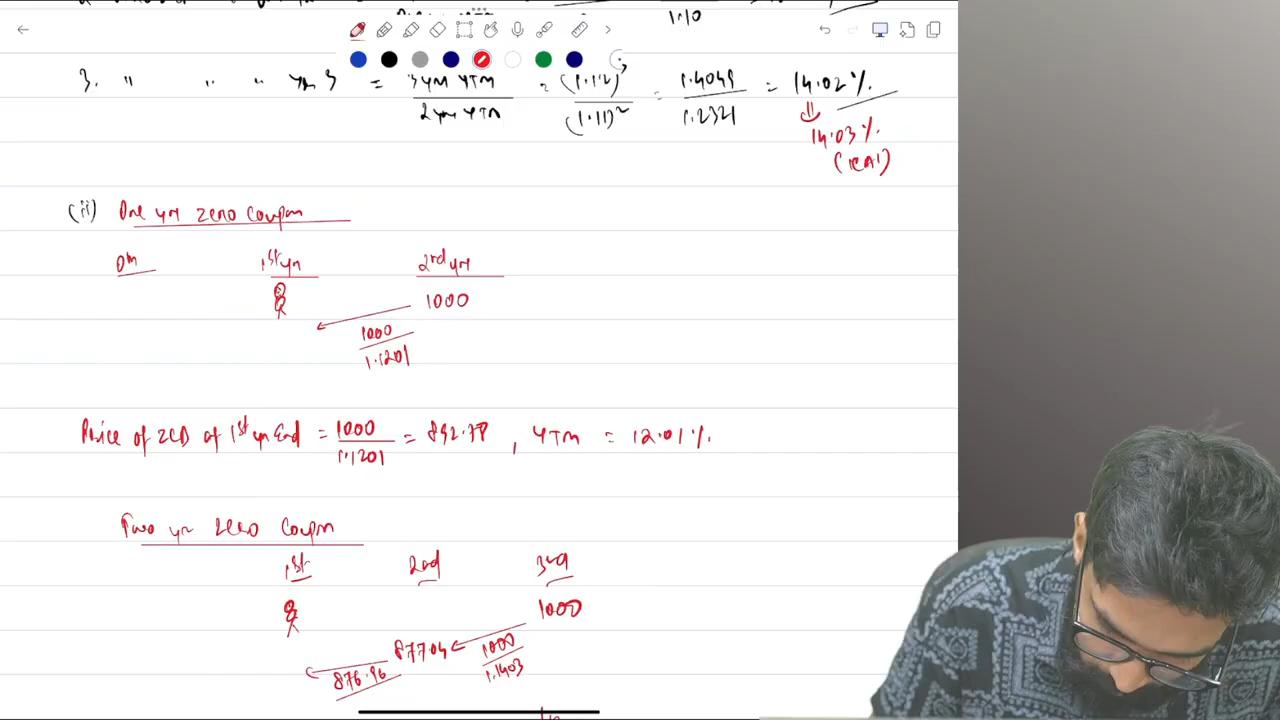 1.10
3. " " " yr 3 = 3yr YTM / 2yr YTM = (1.12)^3 / (1.11)^2 = 1.4049 / 1.2321 = 14.02%
14.03%
(ICAI)
(ii) One yr zero coupon
0th 1st yr 2nd yr
1000
1000 / 1.1201
Price of ZCB at 1st yr End = 1000 / 1.1201 = 892.78 , YTM = 12.01%
Two yr zero coupon
1st 2nd 3rd
1000
877.04 1000 / 1.1403
876.96